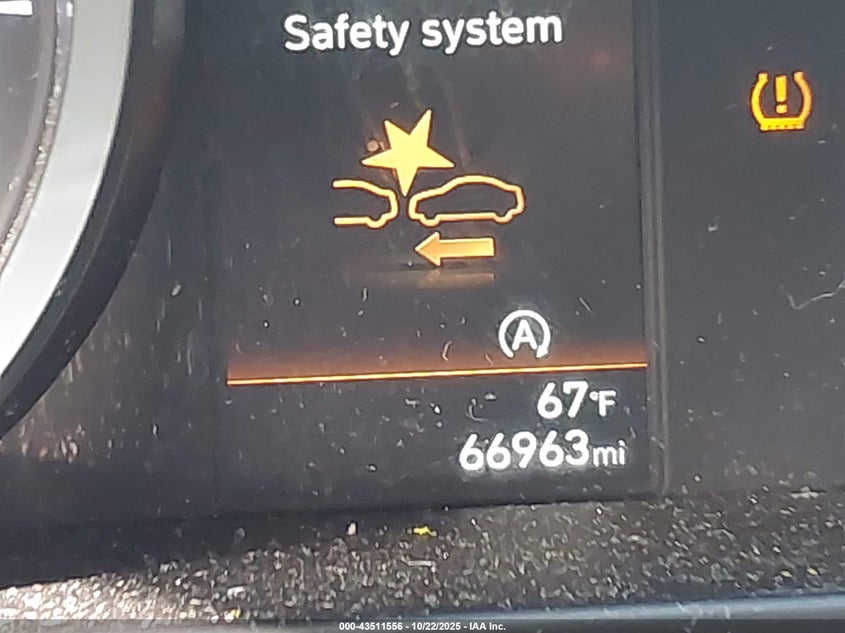 Safety system
A
67°F
66963mi
000-43511556 - 10/22/2025 - IAA Inc.